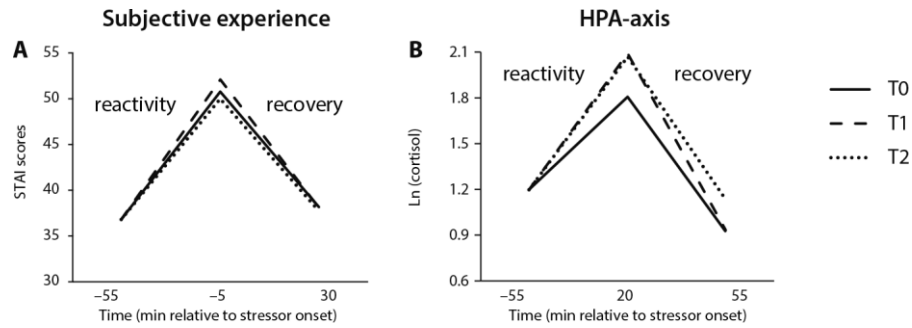 Subjective experience
A
55
50
45
40
35
30
STAI scores
reactivity
recovery
–55
–5
30
Time (min relative to stressor onset)
HPA-axis
B
2.1
1.8
1.5
1.2
0.9
0.6
Ln (cortisol)
reactivity
recovery
–55
20
55
Time (min relative to stressor onset)
T0
T1
T2